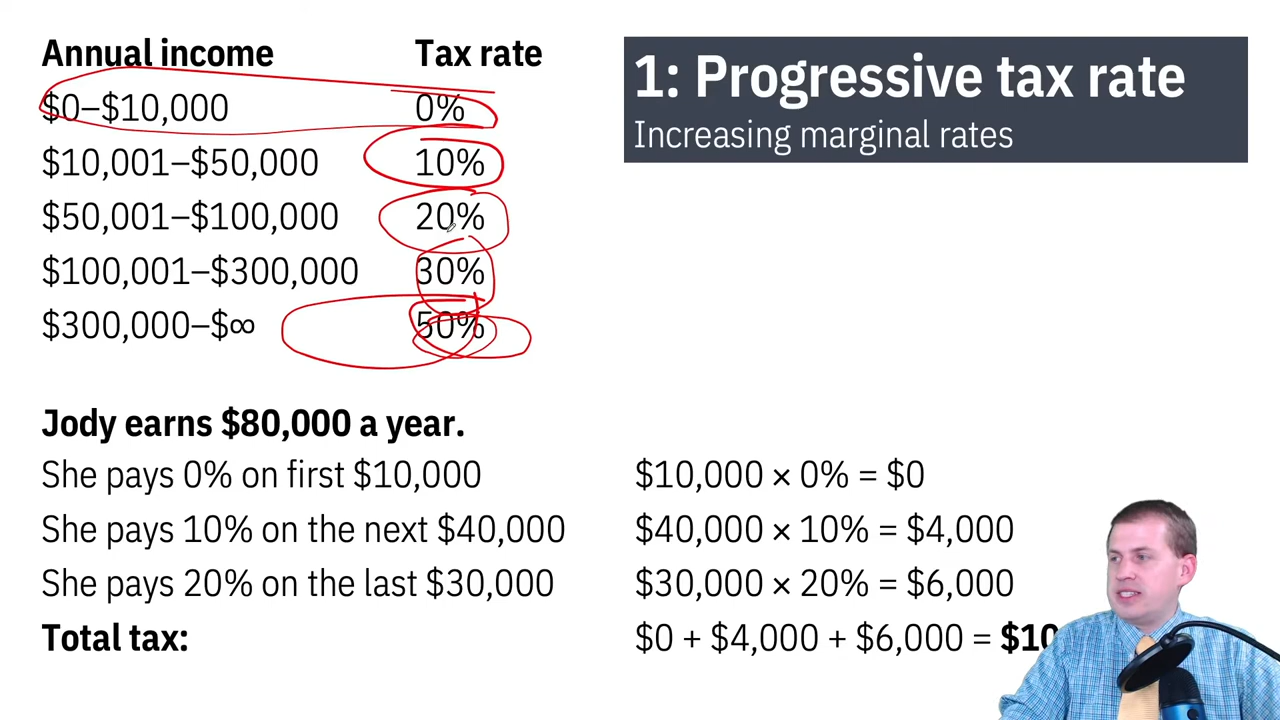 Annual income Tax rate
$0–$10,000 0%
$10,001–$50,000 10%
$50,001–$100,000 20%
$100,001–$300,000 30%
$300,000–$∞ 50%
1: Progressive tax rate
Increasing marginal rates
Jody earns $80,000 a year.
She pays 0% on first $10,000 $10,000 × 0% = $0
She pays 10% on the next $40,000 $40,000 × 10% = $4,000
She pays 20% on the last $30,000 $30,000 × 20% = $6,000
Total tax: $0 + $4,000 + $6,000 = $10